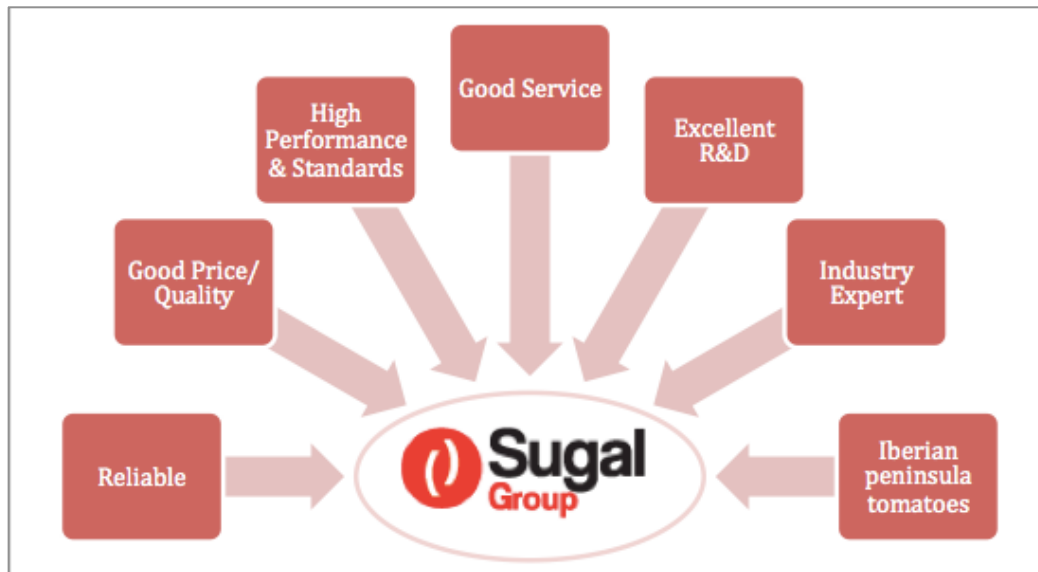 Good Service
High
Performance
& Standards
Excellent
R&D
Good Price/
Quality
Industry
Expert
Reliable
Sugal
Group
Iberian
peninsula
tomatoes